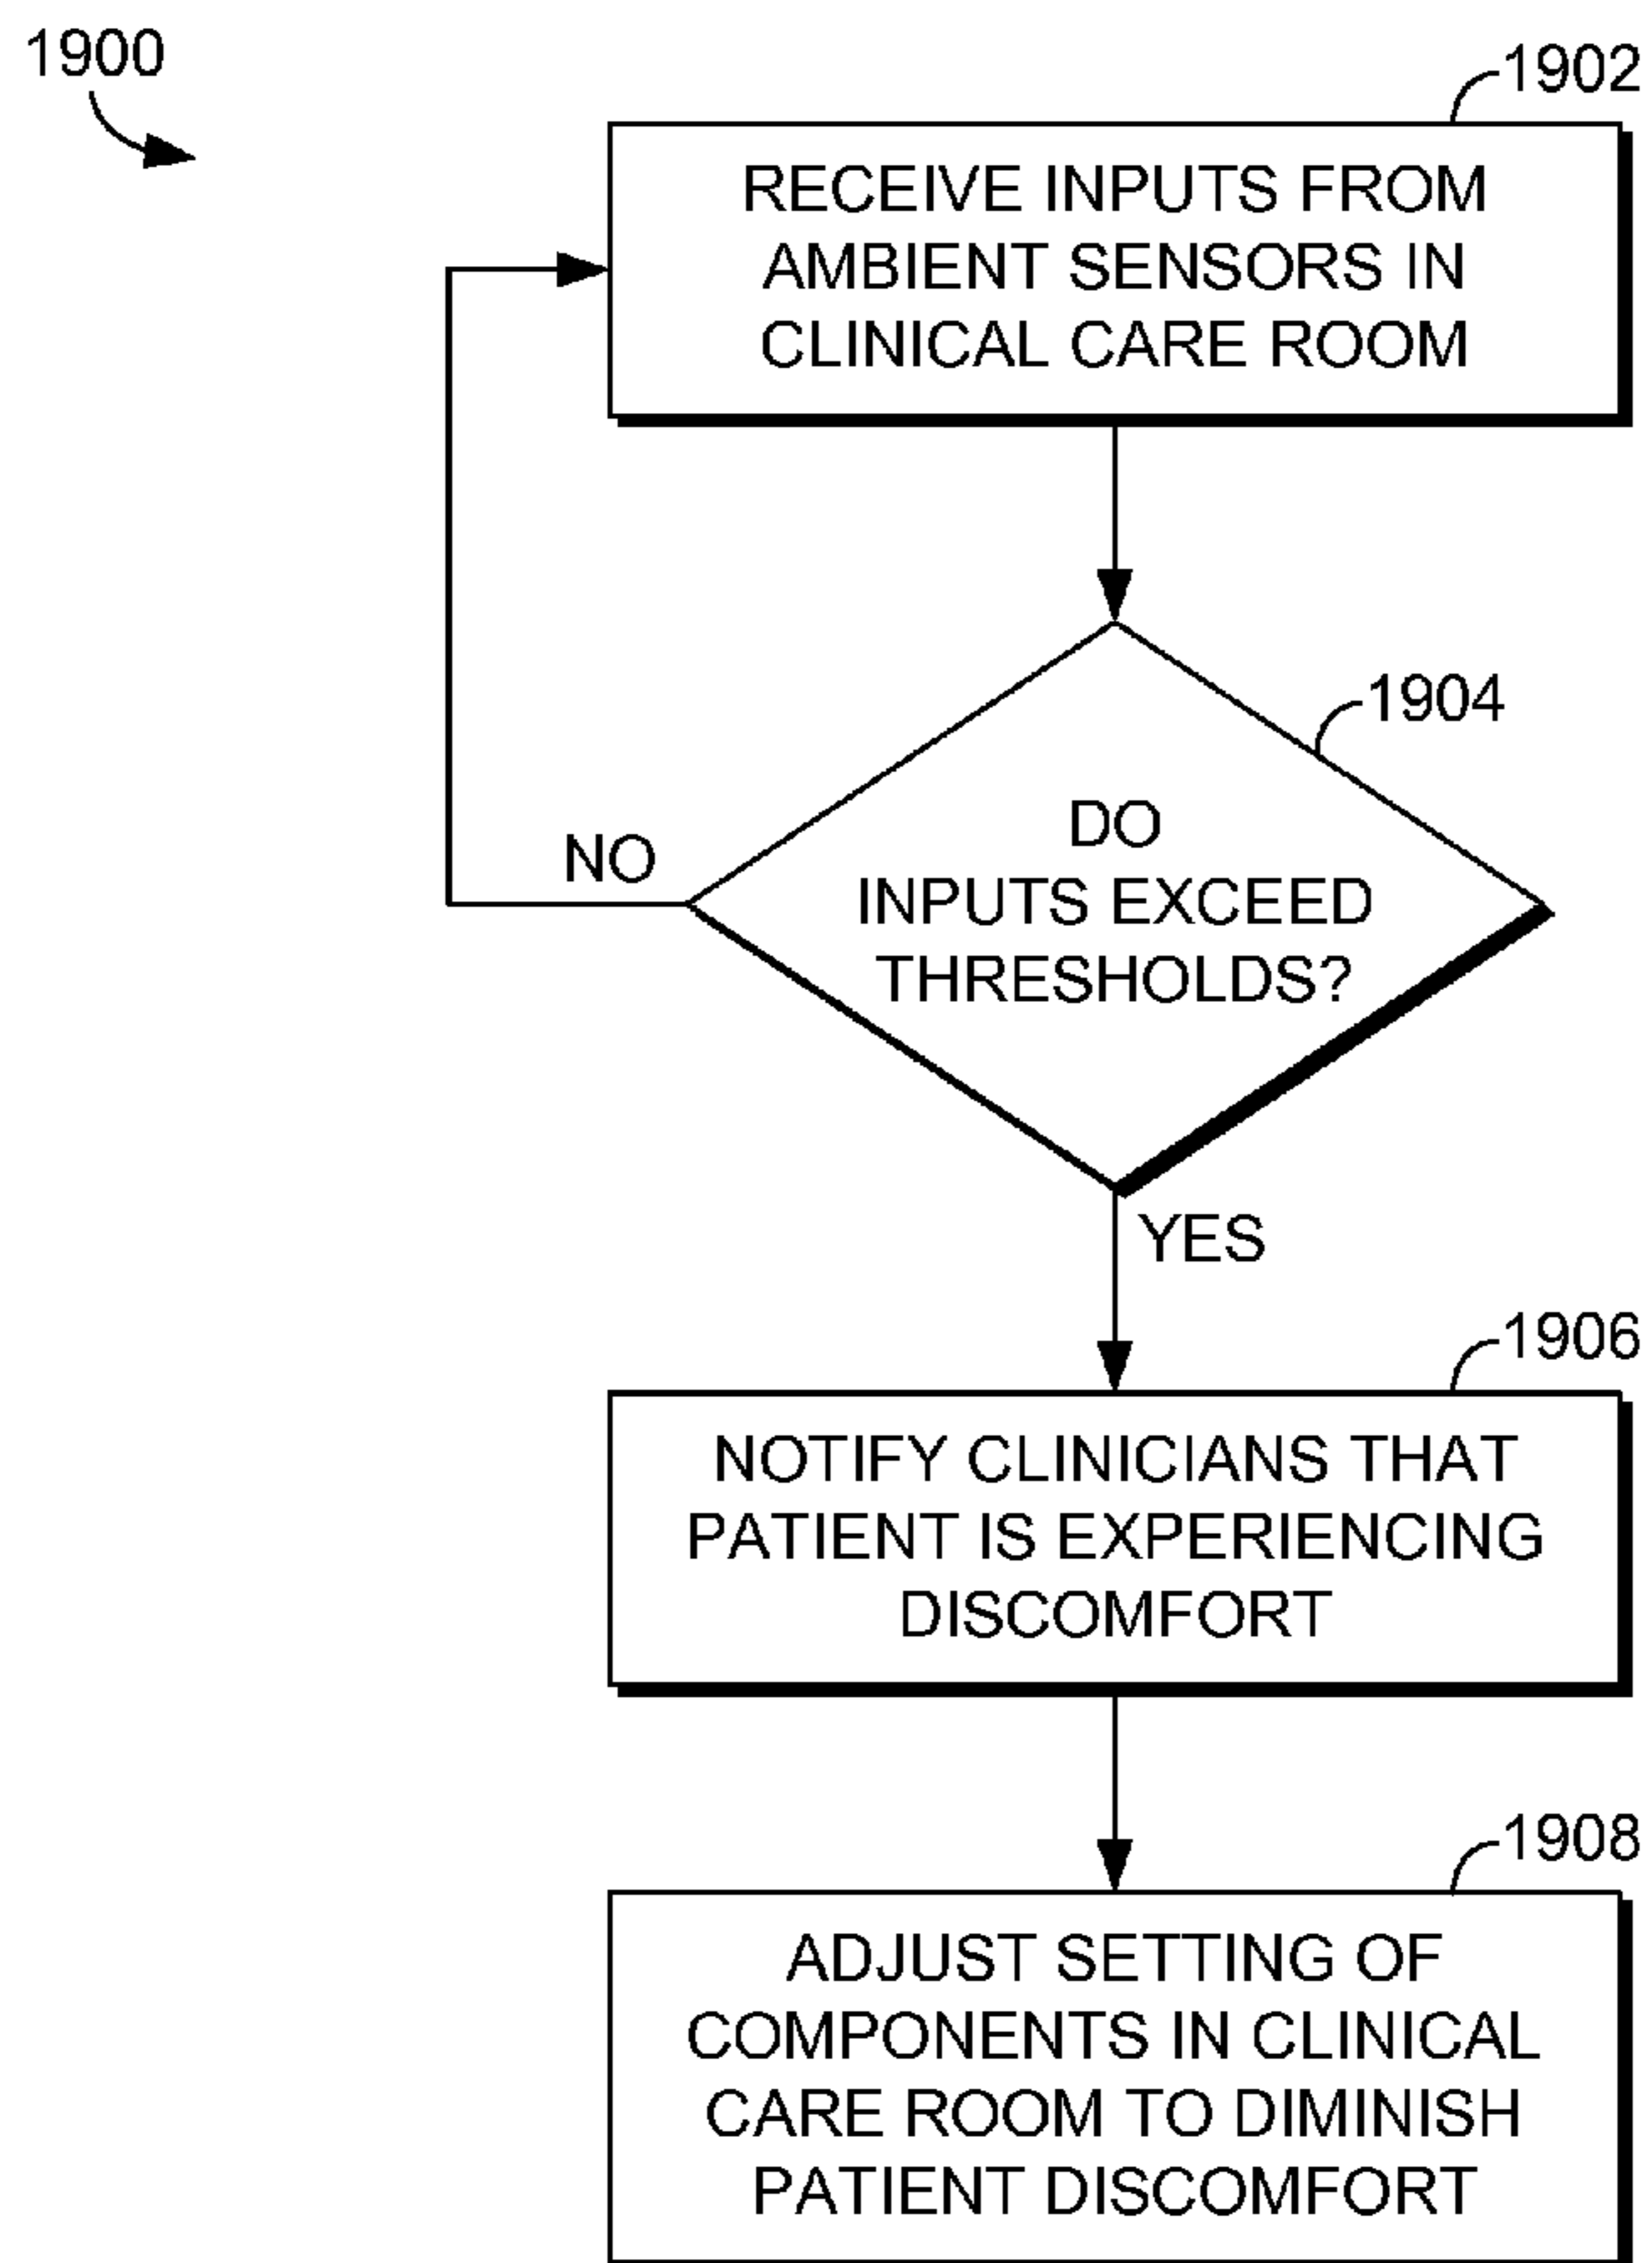 1900
1902
RECEIVE INPUTS FROM
AMBIENT SENSORS IN
CLINICAL CARE ROOM
1904
DO
INPUTS EXCEED
THRESHOLDS?
NO
YES
1906
NOTIFY CLINICIANS THAT
PATIENT IS EXPERIENCING
DISCOMFORT
1908
ADJUST SETTING OF
COMPONENTS IN CLINICAL
CARE ROOM TO DIMINISH
PATIENT DISCOMFORT